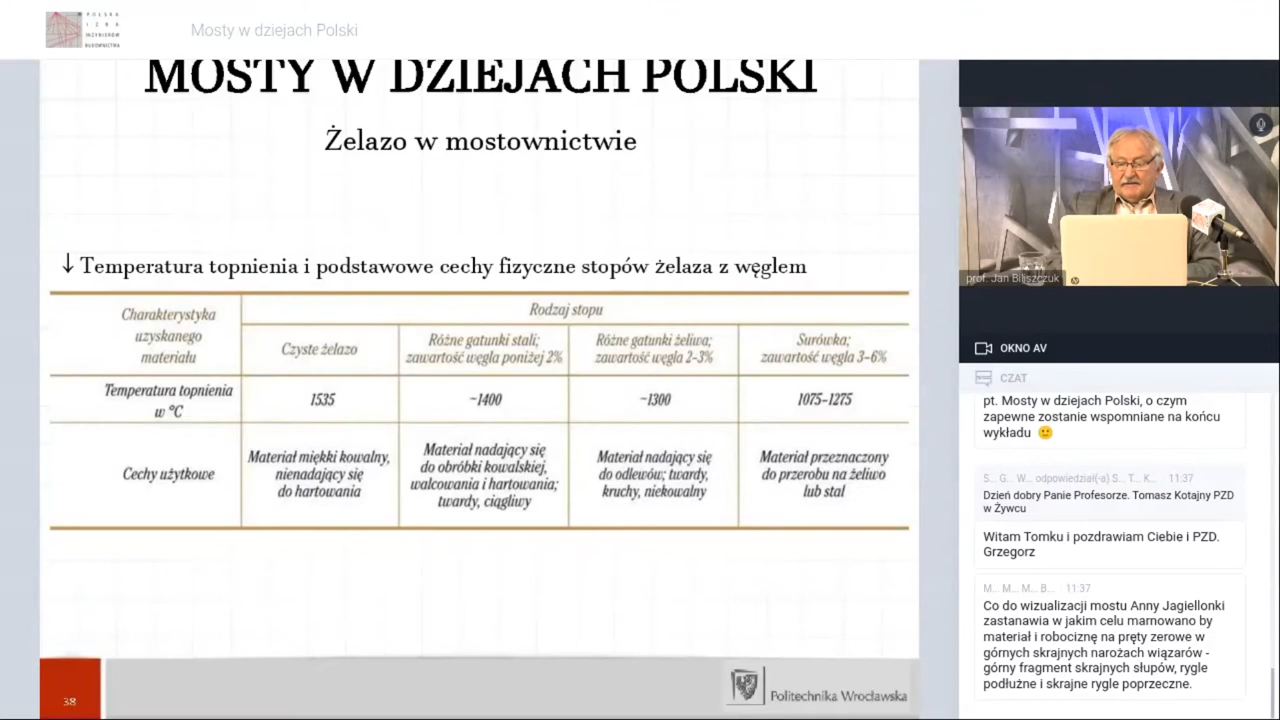 POLSKA
IZBA
INŻYNIERÓW
BUDOWNICTWA
Mosty w dziejach Polski
MOSTY W DZIEJACH POLSKI
Żelazo w mostownictwie
↓ Temperatura topnienia i podstawowe cechy fizyczne stopów żelaza z węglem
Charakterystyka
uzyskanego
materiału
Rodzaj stopu
Czyste żelazo
Różne gatunki stali;
zawartość węgla poniżej 2%
Różne gatunki żeliwa;
zawartość węgla 2-3%
Surówka;
zawartość węgla 3-6%
Temperatura topnienia
w °C
1535
~1400
~1300
1075-1275
Cechy użytkowe
Materiał miękki kowalny,
nienadający się
do hartowania
Materiał nadający się
do obróbki kowalskiej,
walcowania i hartowania;
twardy, ciągliwy
Materiał nadający się
do odlewów; twardy,
kruchy, niekowalny
Materiał przeznaczony
do przerobu na żeliwo
lub stal
38
Politechnika Wrocławska
prof. Jan Biliszczuk
OKNO AV
CZAT
pt. Mosty w dziejach Polski, o czym
zapewne zostanie wspomniane na końcu
wykładu 🙂
S... G... W... odpowiedział(-a) S... T... K... 11:37
Dzień dobry Panie Profesorze. Tomasz Kotajny PZD
w Żywcu
Witam Tomku i pozdrawiam Ciebie i PZD.
Grzegorz
M... M... M... B... 11:37
Co do wizualizacji mostu Anny Jagiellonki
zastanawia w jakim celu marnowano by
materiał i robociznę na pręty zerowe w
górnych skrajnych narożach wiązarów -
górny fragment skrajnych słupów, rygle
podłużne i skrajne rygle poprzeczne.